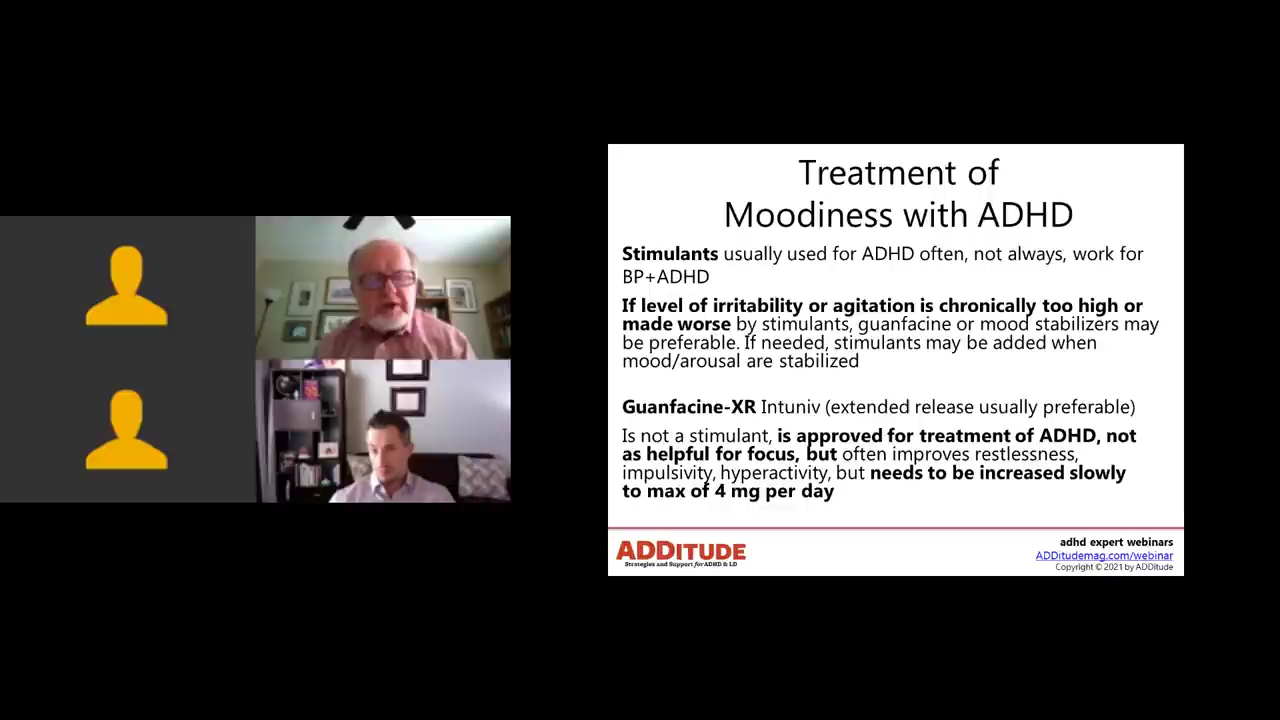 Treatment of
Moodiness with ADHD
Stimulants usually used for ADHD often, not always, work for
BP+ADHD
If level of irritability or agitation is chronically too high or
made worse by stimulants, guanfacine or mood stabilizers may
be preferable. If needed, stimulants may be added when
mood/arousal are stabilized
Guanfacine-XR Intuniv (extended release usually preferable)
Is not a stimulant, is approved for treatment of ADHD, not
as helpful for focus, but often improves restlessness,
impulsivity, hyperactivity, but needs to be increased slowly
to max of 4 mg per day
ADDITUDE
Strategies and Support for ADHD & LD
adhd expert webinars
ADDitudemag.com/webinar
Copyright © 2021 by ADDitude